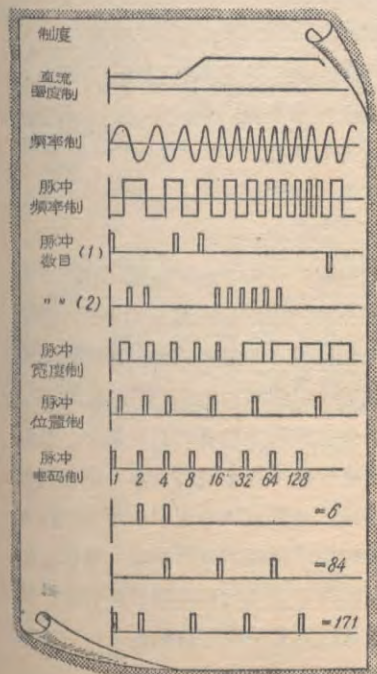 制度
直流
强度制
频率制
脉冲
频率制
脉冲
数目 (1)
" " (2)
脉冲
宽度制
脉冲
位置制
脉冲
电码制
1 2 4 8 16 32 64 128
=6
=84
=171